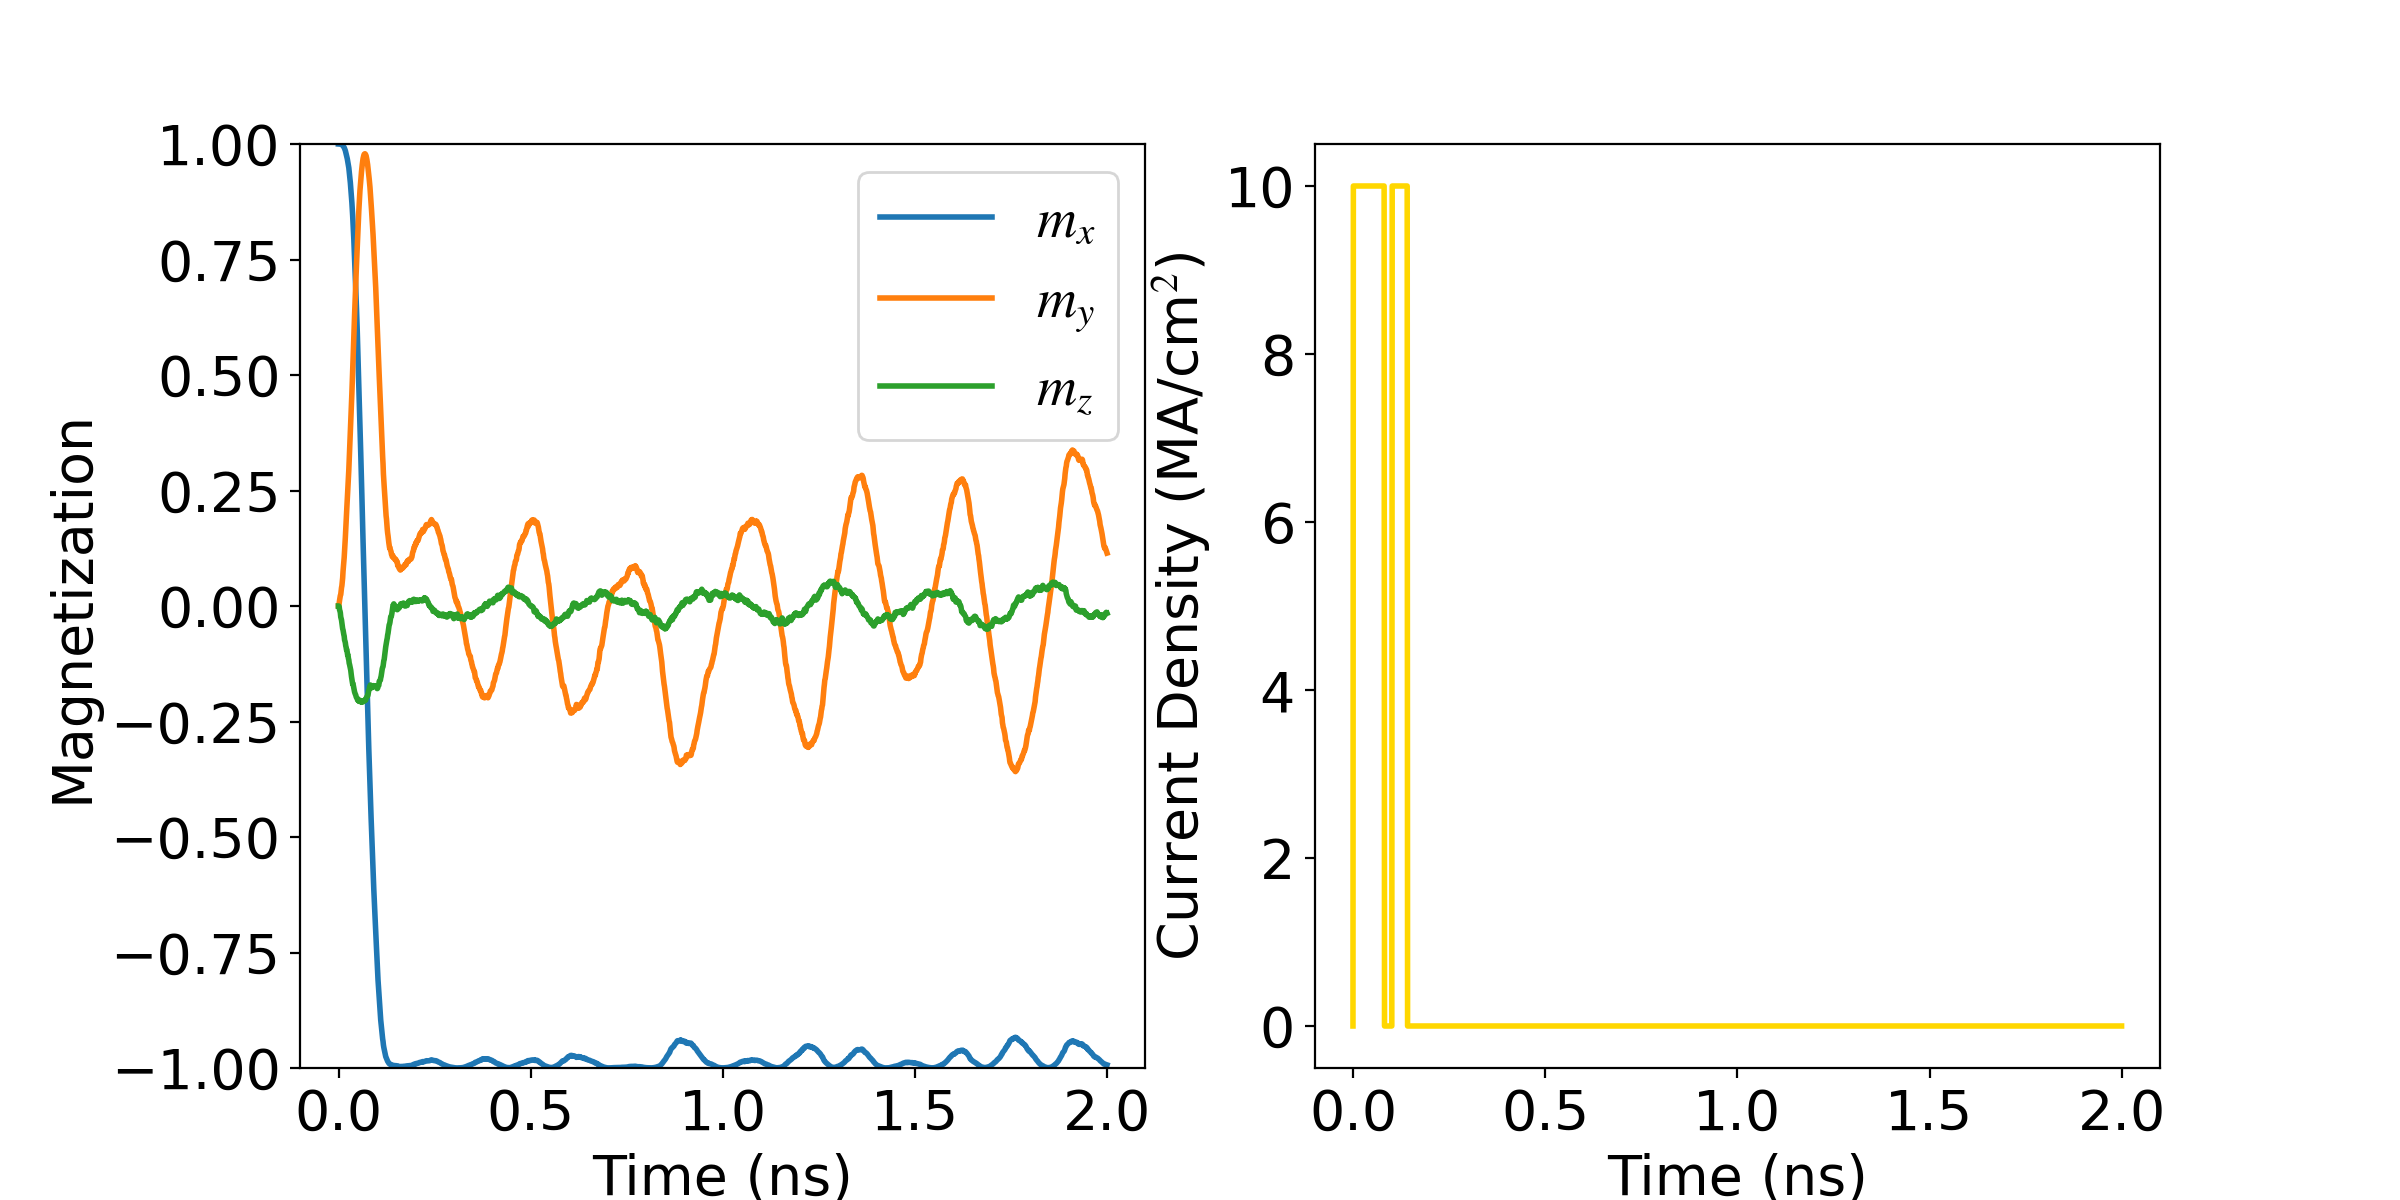 Magnetization
1.00
0.75
0.50
0.25
0.00
−0.25
−0.50
−0.75
−1.00
0.0 0.5 1.0 1.5 2.0
Time (ns)
m_x
m_y
m_z
Current Density (MA/cm²)
10
8
6
4
2
0
0.0 0.5 1.0 1.5 2.0
Time (ns)